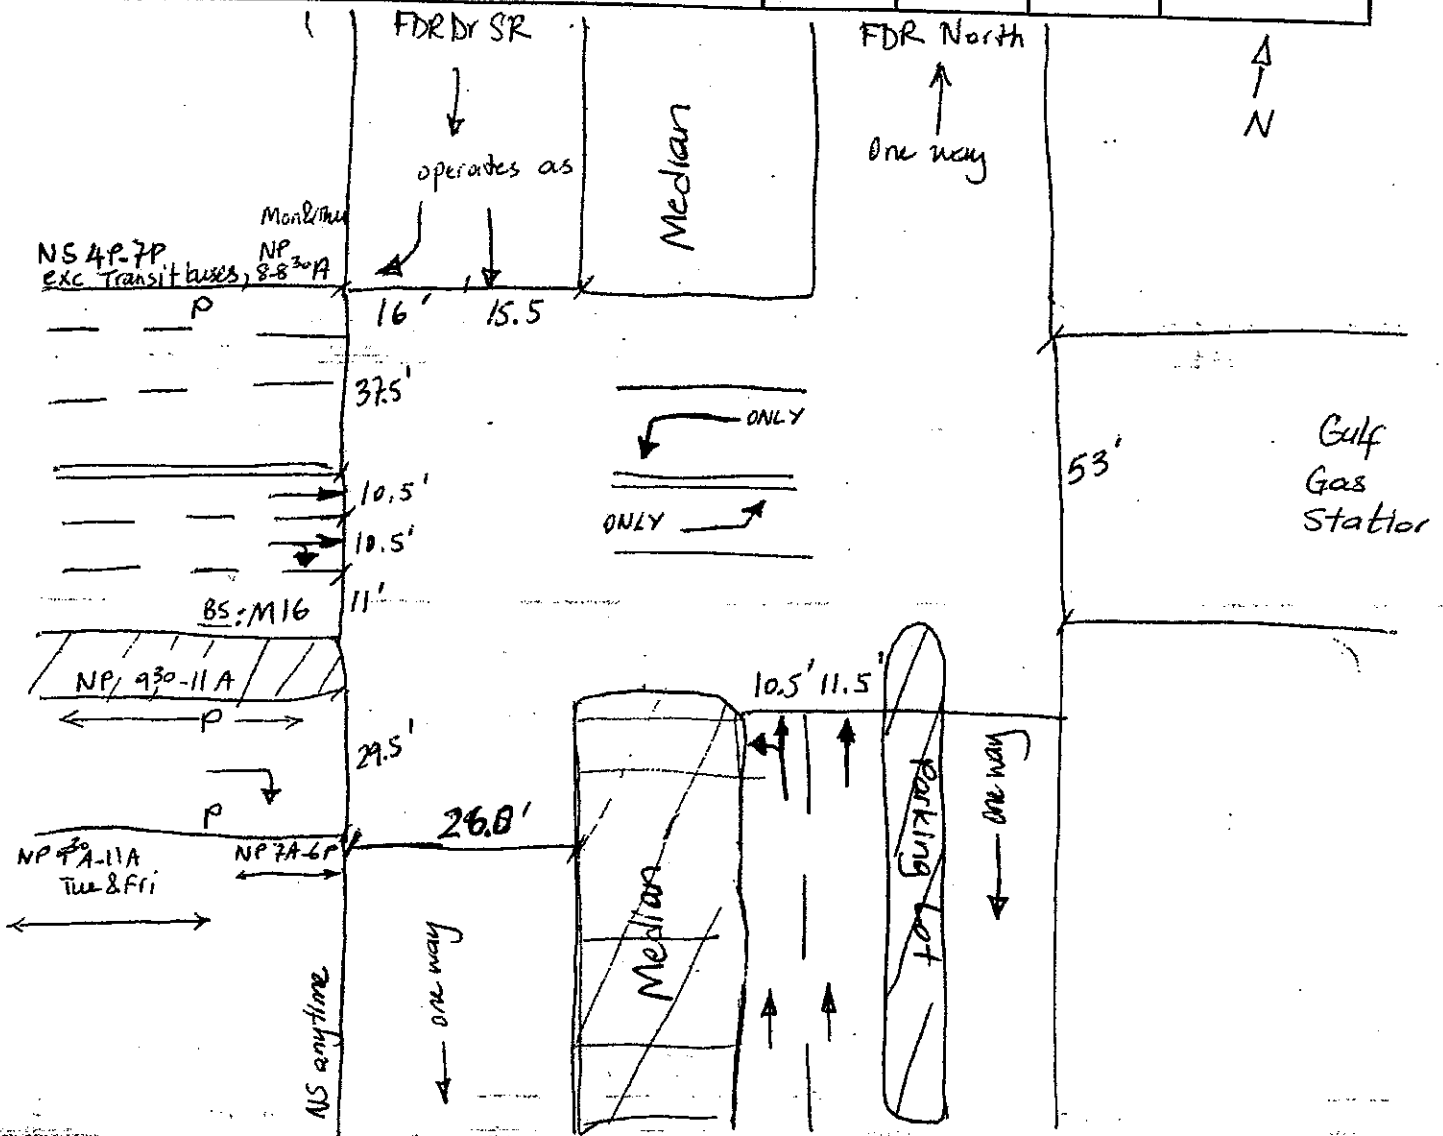 FDR Dr SR
FDR North
N
Median
One way
operates as
Mon&Thu
NS 4P-7P
NP
exc Transit buses, 8-8³⁰A
P
16'
15.5
37.5'
ONLY
10.5'
53'
Gulf
Gas
Station
ONLY
10.5'
BS: M16
11'
NP 9³⁰-11A
P
29.5'
10.5'
11.5'
Parking Lot
one way
P
26.0'
NP 9³⁰A-11A
Tue & Fri
NP 7A-6P
Median
one way
NS anytime